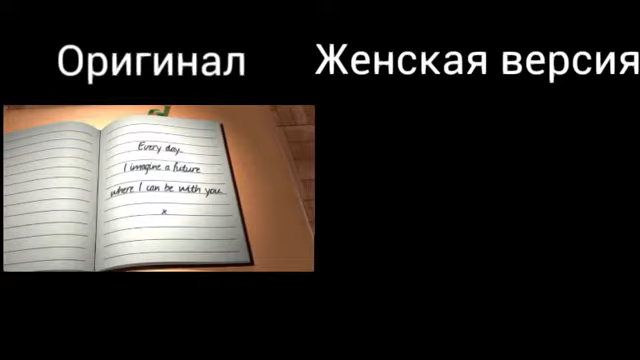 Оригинал
Женская версия
Every day,
I imagine a future
where I can be with you.
x